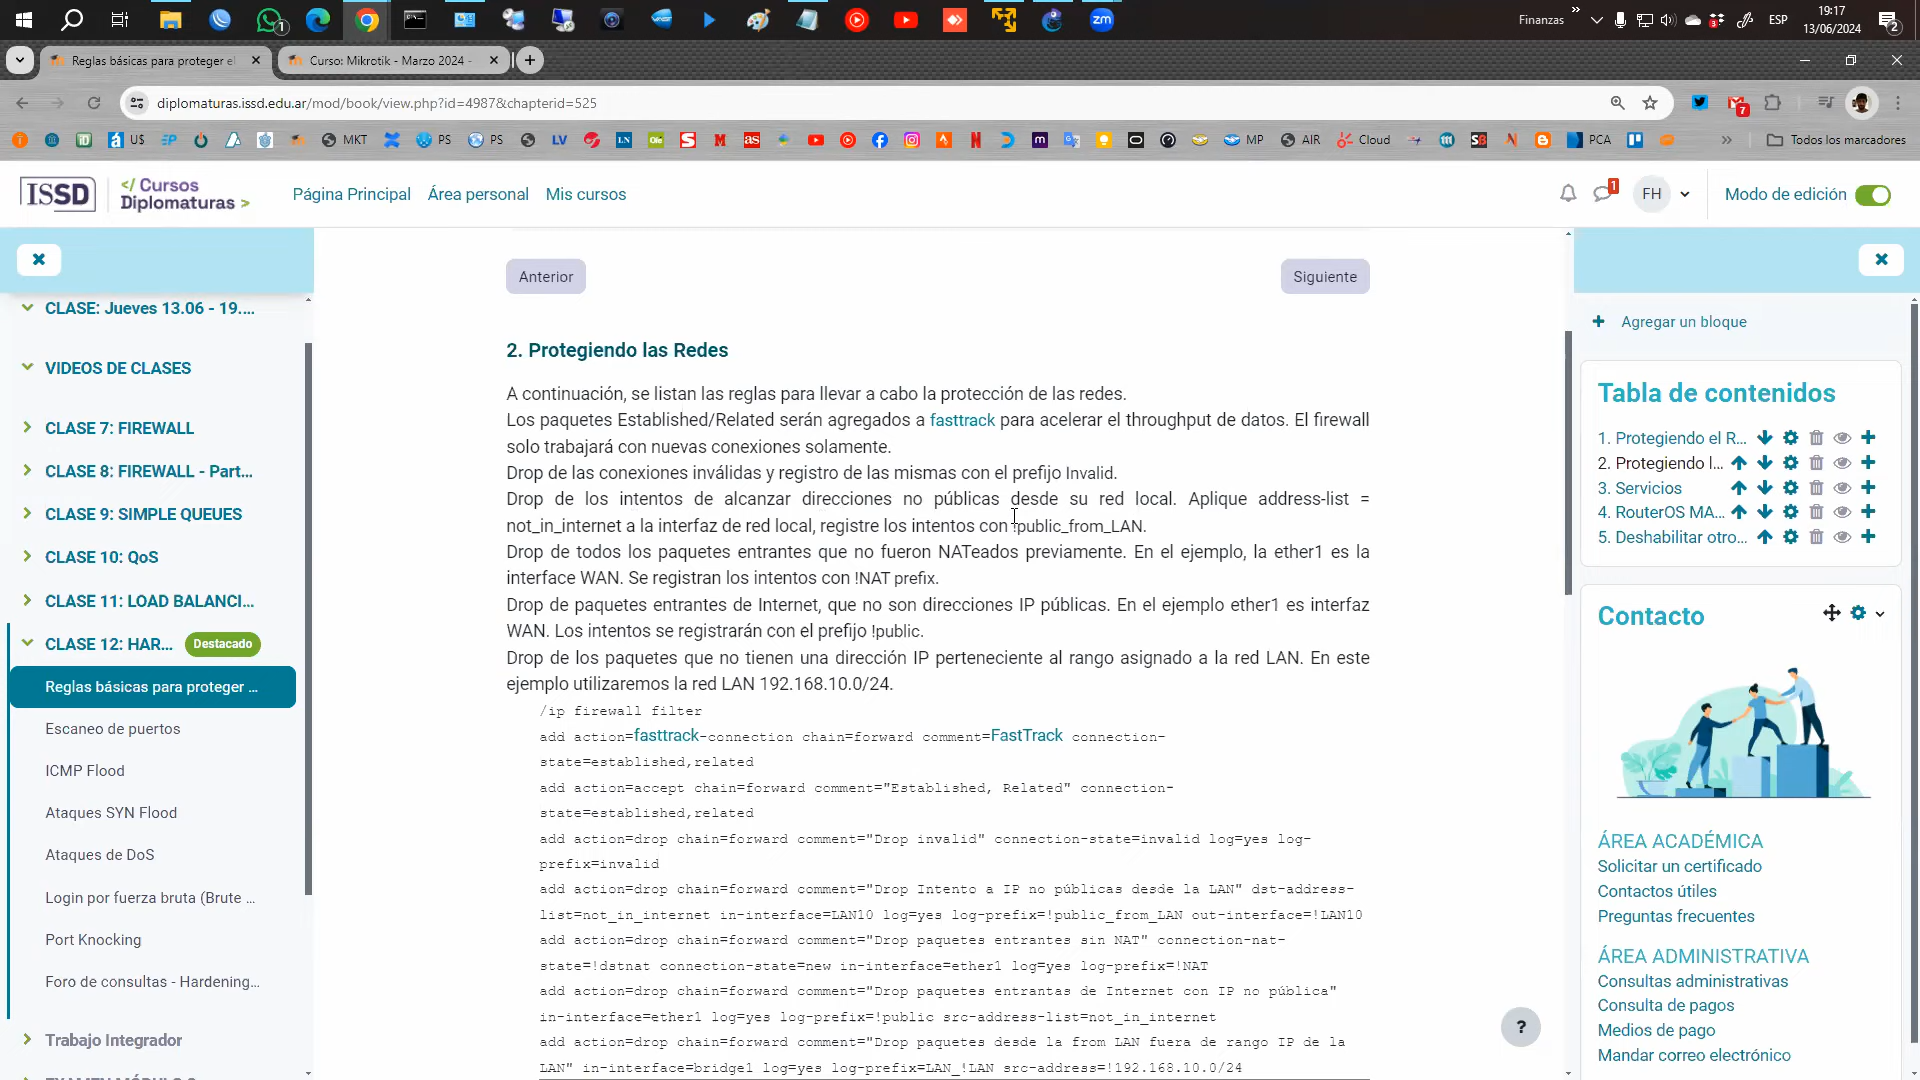 Finanzas
ESP
19:17
13/06/2024
Reglas básicas para proteger el
Curso: Mikrotik - Marzo 2024 -
diplomaturas.issd.edu.ar/mod/book/view.php?id=4987&chapterid=525
U$
MKT
PS
PS
LV
MP
AIR
Cloud
PCA
Todos los marcadores
ISSD
</ Cursos
Diplomaturas >
Página Principal
Área personal
Mis cursos
1
FH
Modo de edición
CLASE: Jueves 13.06 - 19....
VIDEOS DE CLASES
CLASE 7: FIREWALL
CLASE 8: FIREWALL - Part...
CLASE 9: SIMPLE QUEUES
CLASE 10: QoS
CLASE 11: LOAD BALANCI...
CLASE 12: HAR...
Destacado
Reglas básicas para proteger ...
Escaneo de puertos
ICMP Flood
Ataques SYN Flood
Ataques de DoS
Login por fuerza bruta (Brute ...
Port Knocking
Foro de consultas - Hardening...
Trabajo Integrador
Anterior
Siguiente
2. Protegiendo las Redes
A continuación, se listan las reglas para llevar a cabo la protección de las redes.
Los paquetes Established/Related serán agregados a fasttrack para acelerar el throughput de datos. El firewall
solo trabajará con nuevas conexiones solamente.
Drop de las conexiones inválidas y registro de las mismas con el prefijo Invalid.
Drop de los intentos de alcanzar direcciones no públicas desde su red local. Aplique address-list =
not_in_internet a la interfaz de red local, registre los intentos con !public_from_LAN.
Drop de todos los paquetes entrantes que no fueron NATeados previamente. En el ejemplo, la ether1 es la
interface WAN. Se registran los intentos con !NAT prefix.
Drop de paquetes entrantes de Internet, que no son direcciones IP públicas. En el ejemplo ether1 es interfaz
WAN. Los intentos se registrarán con el prefijo !public.
Drop de los paquetes que no tienen una dirección IP perteneciente al rango asignado a la red LAN. En este
ejemplo utilizaremos la red LAN 192.168.10.0/24.
/ip firewall filter
add action=fasttrack-connection chain=forward comment=FastTrack connection-
state=established,related
add action=accept chain=forward comment="Established, Related" connection-
state=established,related
add action=drop chain=forward comment="Drop invalid" connection-state=invalid log=yes log-
prefix=invalid
add action=drop chain=forward comment="Drop Intento a IP no públicas desde la LAN" dst-address-
list=not_in_internet in-interface=LAN10 log=yes log-prefix=!public_from_LAN out-interface=!LAN10
add action=drop chain=forward comment="Drop paquetes entrantes sin NAT" connection-nat-
state=!dstnat connection-state=new in-interface=ether1 log=yes log-prefix=!NAT
add action=drop chain=forward comment="Drop paquetes entrantas de Internet con IP no pública"
in-interface=ether1 log=yes log-prefix=!public src-address-list=not_in_internet
add action=drop chain=forward comment="Drop paquetes desde la from LAN fuera de rango IP de la
LAN" in-interface=bridge1 log=yes log-prefix=LAN_!LAN src-address=!192.168.10.0/24
Agregar un bloque
Tabla de contenidos
1. Protegiendo el R...
2. Protegiendo l...
3. Servicios
4. RouterOS MA...
5. Deshabilitar otro...
Contacto
ÁREA ACADÉMICA
Solicitar un certificado
Contactos útiles
Preguntas frecuentes
ÁREA ADMINISTRATIVA
Consultas administrativas
Consulta de pagos
Medios de pago
Mandar correo electrónico
?